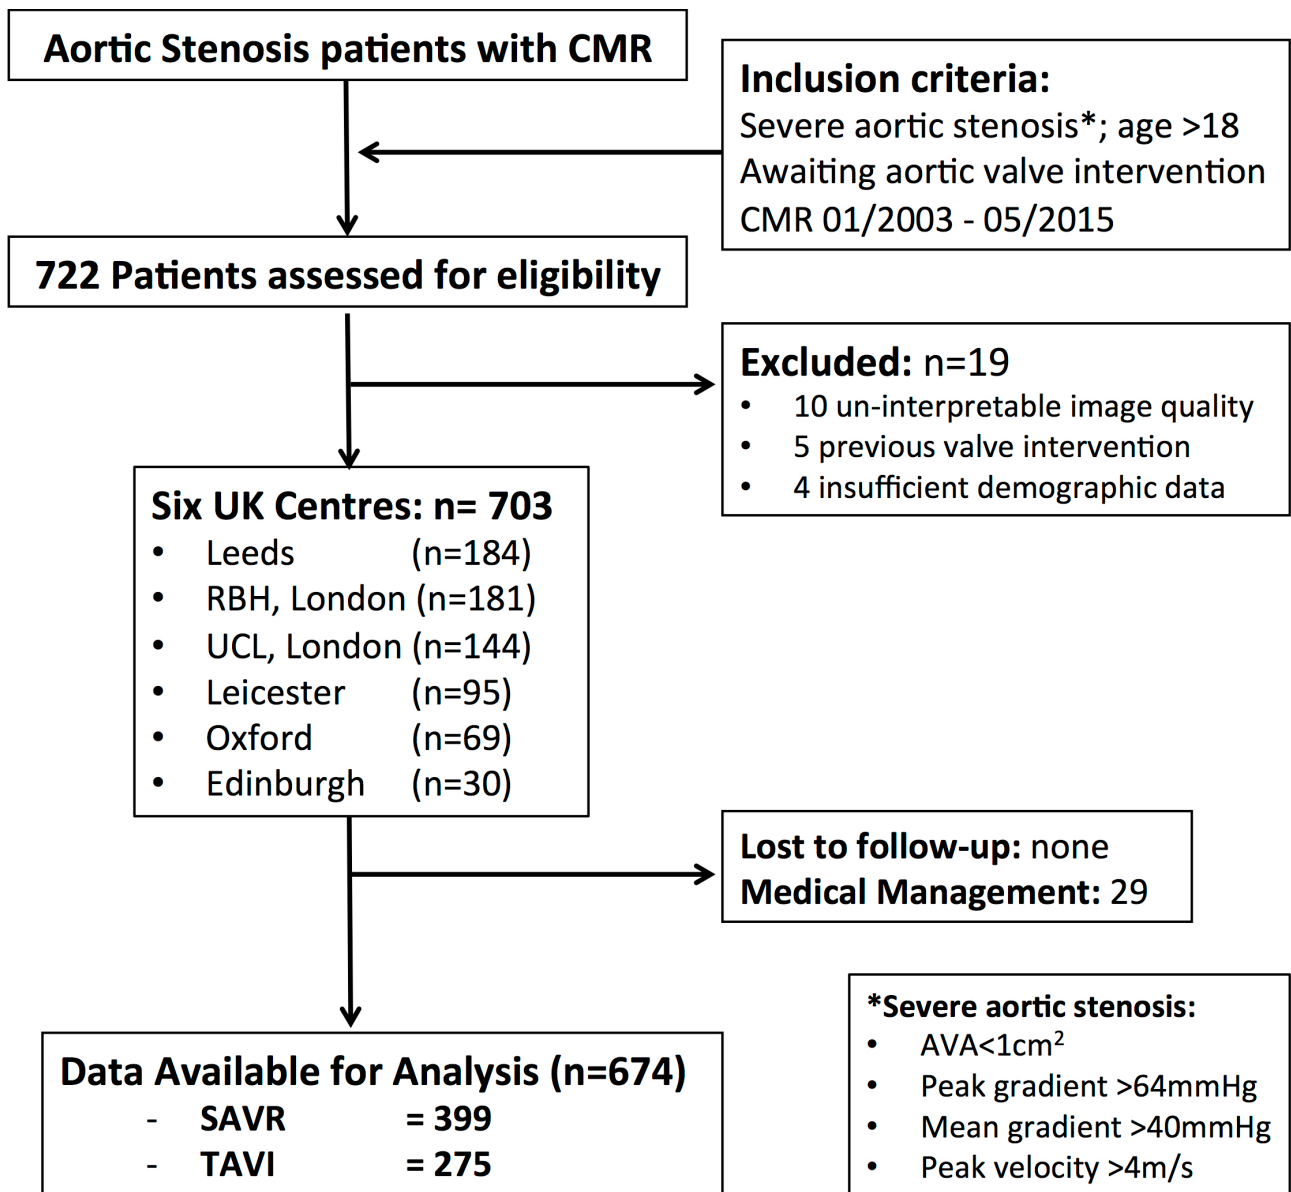 Aortic Stenosis patients with CMR
Inclusion criteria:
Severe aortic stenosis*; age >18
Awaiting aortic valve intervention
CMR 01/2003 - 05/2015
722 Patients assessed for eligibility
Excluded: n=19
• 10 un-interpretable image quality
• 5 previous valve intervention
• 4 insufficient demographic data
Six UK Centres: n= 703
• Leeds (n=184)
• RBH, London (n=181)
• UCL, London (n=144)
• Leicester (n=95)
• Oxford (n=69)
• Edinburgh (n=30)
Lost to follow-up: none
Medical Management: 29
Data Available for Analysis (n=674)
- SAVR = 399
- TAVI = 275
*Severe aortic stenosis:
• AVA<1cm²
• Peak gradient >64mmHg
• Mean gradient >40mmHg
• Peak velocity >4m/s